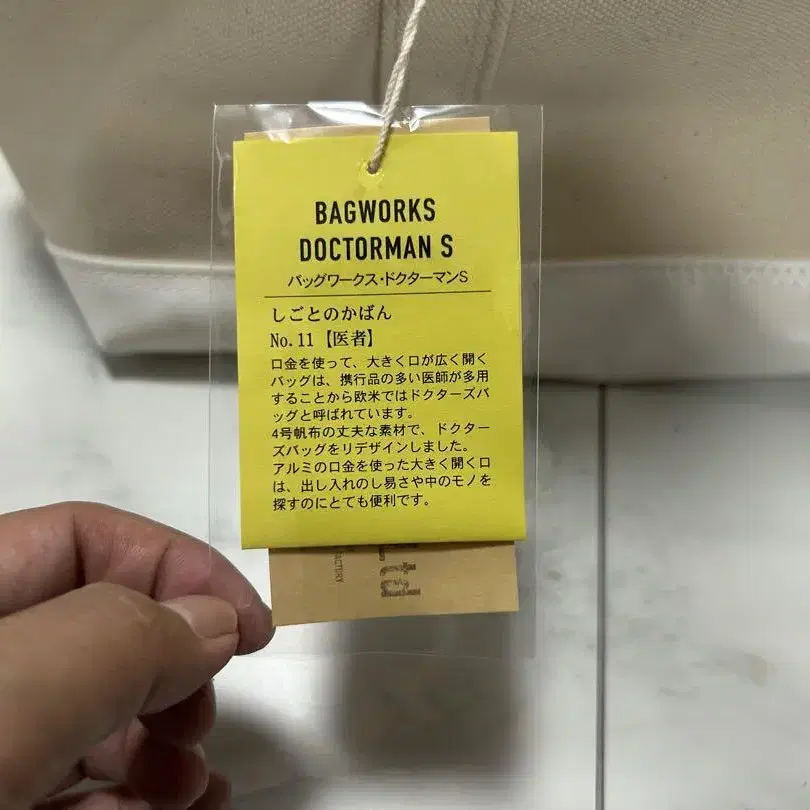 BAGWORKS
DOCTORMAN S
バッグワークス・ドクターマンS
しごとのかばん
No. 11【医者】
口金を使って、大きく口が広く開く
バッグは、携行品の多い医師が多用
することから欧米ではドクターズバ
ッグと呼ばれています。
4号帆布の丈夫な素材で、ドクター
ズバッグをリデザインしました。
アルミの口金を使った大きく開く口
は、出し入れのし易さや中のモノを
探すのにとても便利です。
ltd
FACTORY